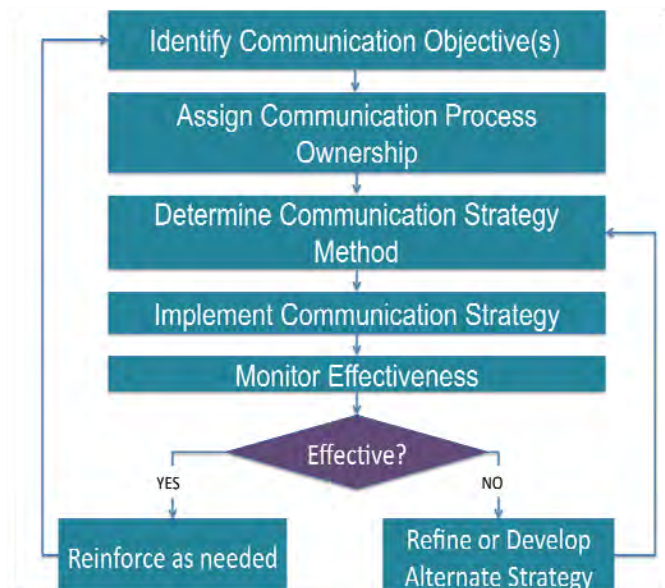 Identify Communication Objective(s)
Assign Communication Process
Ownership
Determine Communication Strategy
Method
Implement Communication Strategy
Monitor Effectiveness
Effective?
YES
NO
Reinforce as needed
Refine or Develop
Alternate Strategy